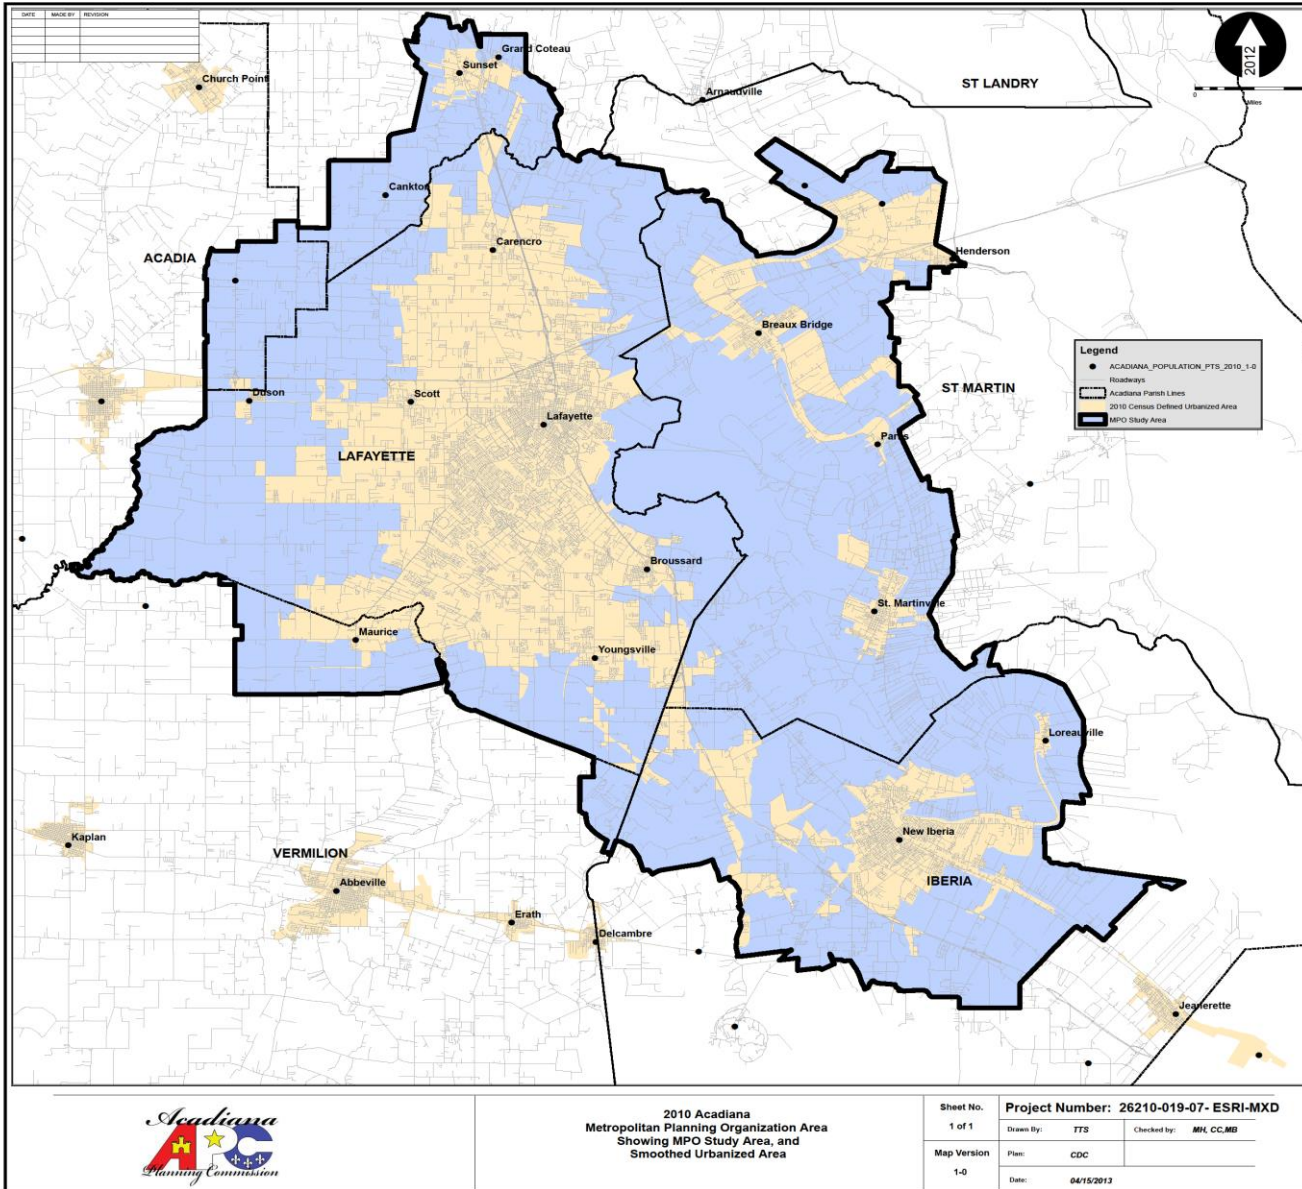 DATE MADE BY REVISION
Grand Coteau
Sunset
Church Point
Arnaudville
ST LANDRY
2012
0
Miles
Cankton
Carencro
Henderson
ACADIA
Breaux Bridge
Legend
ACADIANA_POPULATION_PTS_2010_1-0
Roadways
Acadiana Parish Lines
2010 Census Defined Urbanized Area
MPO Study Area
ST MARTIN
Duson
Scott
Lafayette
Parks
LAFAYETTE
Broussard
St. Martinville
Maurice
Youngsville
Loreauville
Kaplan
New Iberia
VERMILION
Abbeville
IBERIA
Erath
Delcambre
Jeanerette
Acadiana
APC
Planning Commission
2010 Acadiana
Metropolitan Planning Organization Area
Showing MPO Study Area, and
Smoothed Urbanized Area
Sheet No.
1 of 1
Map Version
1-0
Project Number: 26210-019-07- ESRI-MXD
Drawn By: TTS Checked by: MH, CC,MB
Plan: CDC
Date: 04/15/2013